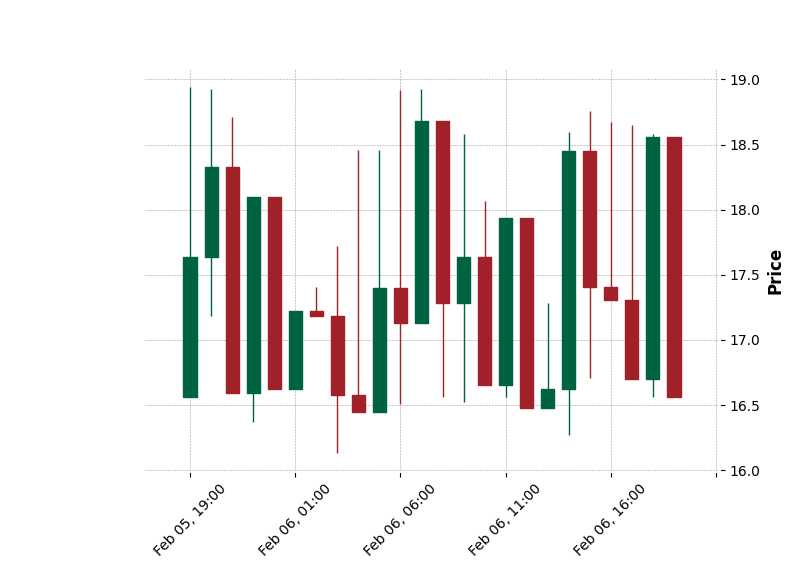 19.0
18.5
18.0
17.5
17.0
16.5
16.0
Price
Feb 05, 19:00
Feb 06, 01:00
Feb 06, 06:00
Feb 06, 11:00
Feb 06, 16:00